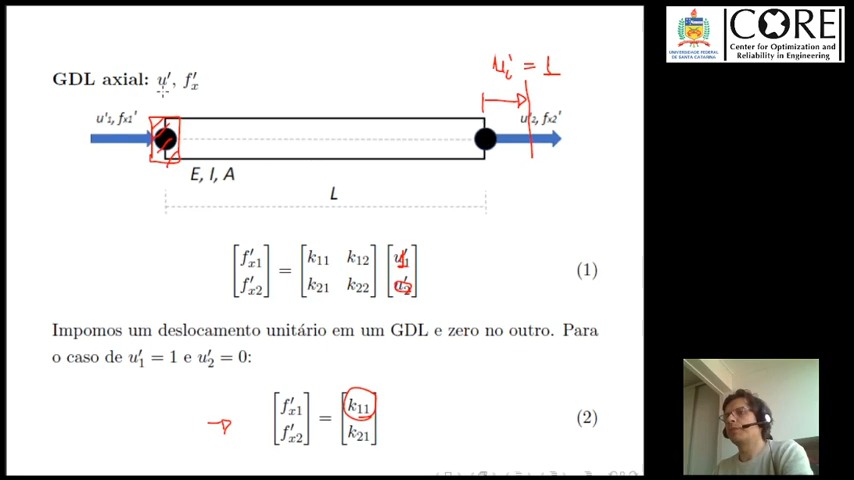 CORE
UNIVERSIDADE FEDERAL
DE SANTA CATARINA
Center for Optimization and
Reliability in Engineering
uᵢ' = 1
GDL axial: u′, f′ₓ
u'₁, fₓ₁'
u'₂, fₓ₂'
E, I, A
L
[f′ₓ₁ f′ₓ₂] = [k₁₁ k₁₂ k₂₁ k₂₂] [u′₁ u′₂] (1)
1
0
Impomos um deslocamento unitário em um GDL e zero no outro. Para
o caso de u′₁ = 1 e u′₂ = 0:
[f′ₓ₁ f′ₓ₂] = [k₁₁ k₂₁] (2)